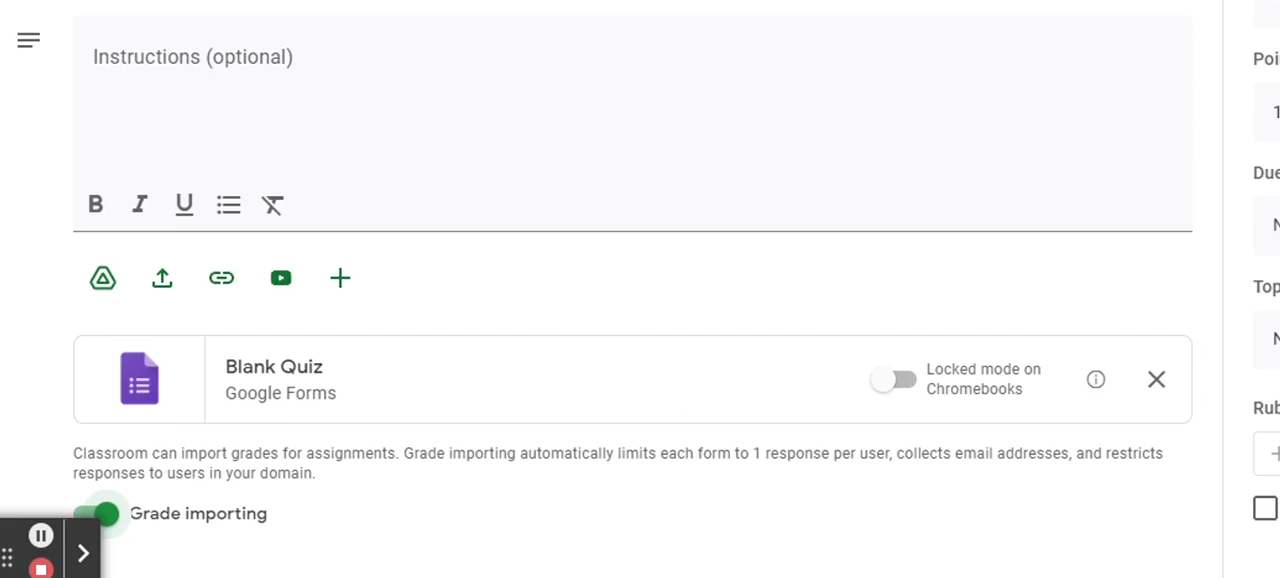 Instructions (optional)
B I U
Blank Quiz
Google Forms
Locked mode on
Chromebooks
Classroom can import grades for assignments. Grade importing automatically limits each form to 1 response per user, collects email addresses, and restricts
responses to users in your domain.
Grade importing
Poi
1
Due
N
Top
N
Rub